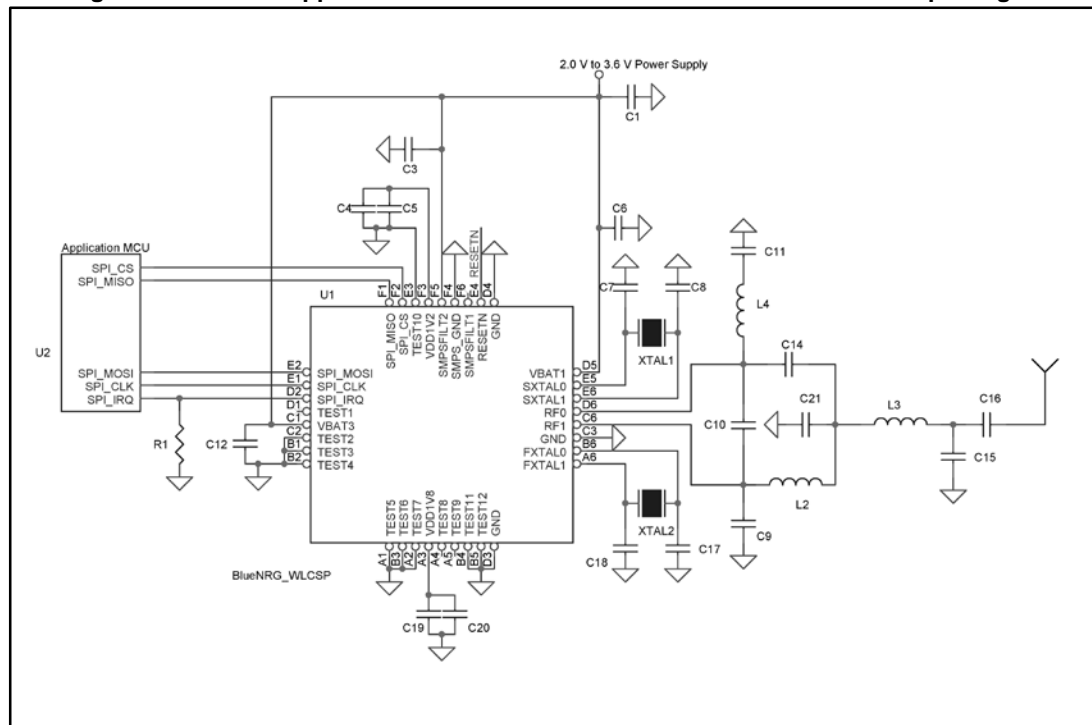 2.0 V to 3.6 V Power Supply
C1
C3
C4
C5
C6
C11
Application MCU
SPI_CS
SPI_MISO
RESETN
C7
C8
L4
U1
F1
F2
E3
F3
F5
F4
F6
E4
D4
SPI_MISO
SPI_CS
TEST10
VDD1V2
SMPSFILT2
SMPS_GND
SMPSFILT1
RESETN
GND
XTAL1
C14
U2
SPI_MOSI
SPI_CLK
SPI_IRQ
E2 SPI_MOSI
E1 SPI_CLK
D2 SPI_IRQ
D1 TEST1
C1 VBAT3
C2 TEST2
B1 TEST3
B2 TEST4
VBAT1 D5
SXTAL0 E5
SXTAL1 E6
RF0 D6
RF1 C6
GND C3
FXTAL0 B6
FXTAL1 A6
C10
C21
L3
C16
C15
R1
C12
L2
XTAL2
C18
C17
C9
TEST5
TEST6
TEST7
VDD1V8
TEST8
TEST9
TEST11
TEST12
GND
A1
B3
A2
A3
A4
A5
B4
B5
D3
BlueNRG_WLCSP
C19
C20